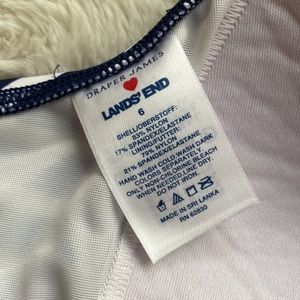 DRAPER JAMES
LANDS' END
6
SHELL/OBERSTOFF:
83% NYLON
17% SPANDEX/ELASTANE
LINING/FUTTER:
79% NYLON
21% SPANDEX/ELASTANE
HAND WASH COLD WASH DARK
COLORS SEPARATELY.
ONLY NON-CHLORINE BLEACH
WHEN NEEDED. LINE DRY.
DO NOT IRON.
MADE IN SRI LANKA
RN 62830